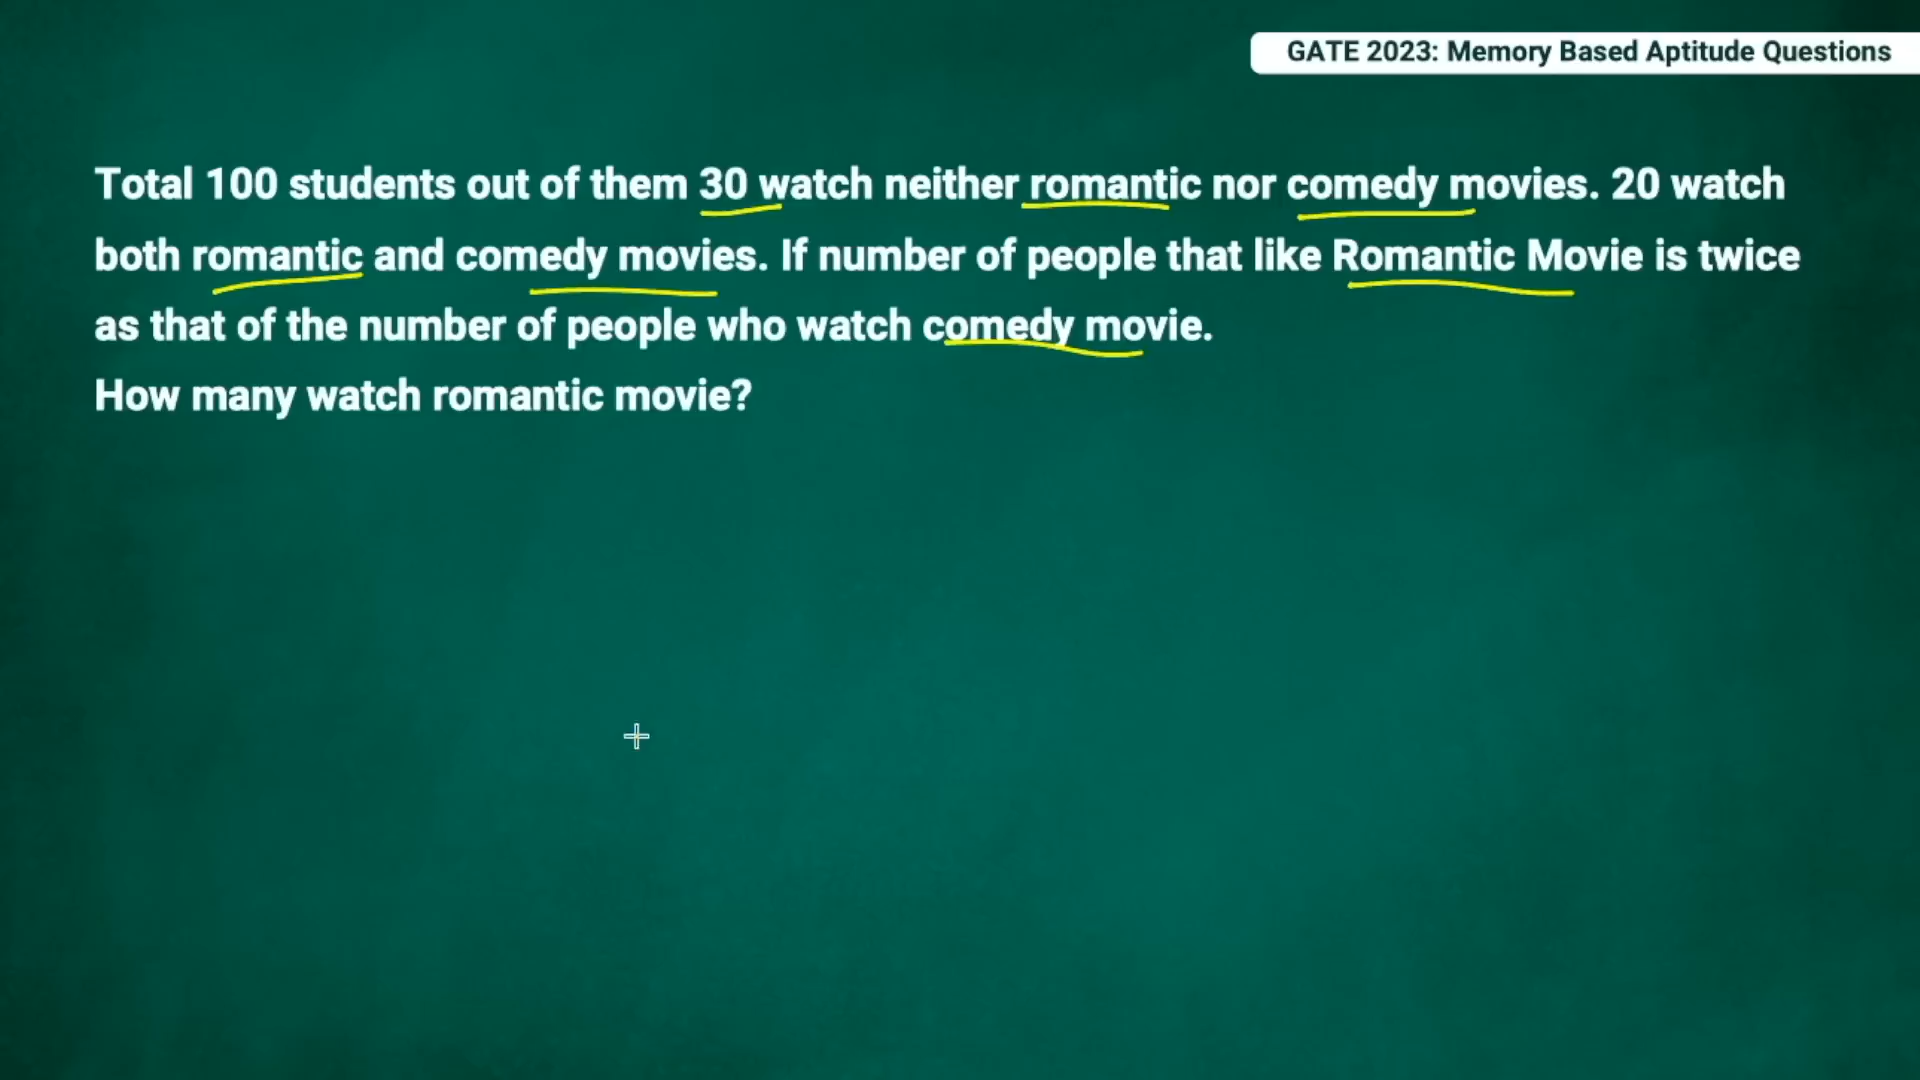 GATE 2023: Memory Based Aptitude Questions
Total 100 students out of them 30 watch neither romantic nor comedy movies. 20 watch
both romantic and comedy movies. If number of people that like Romantic Movie is twice
as that of the number of people who watch comedy movie.
How many watch romantic movie?